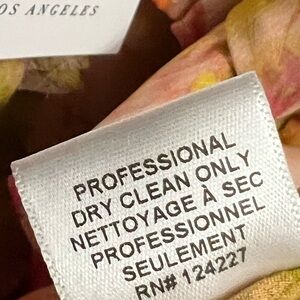 OS ANGELES
PROFESSIONAL
DRY CLEAN ONLY
NETTOYAGE À SEC
PROFESSIONNEL
SEULEMENT
RN# 124227